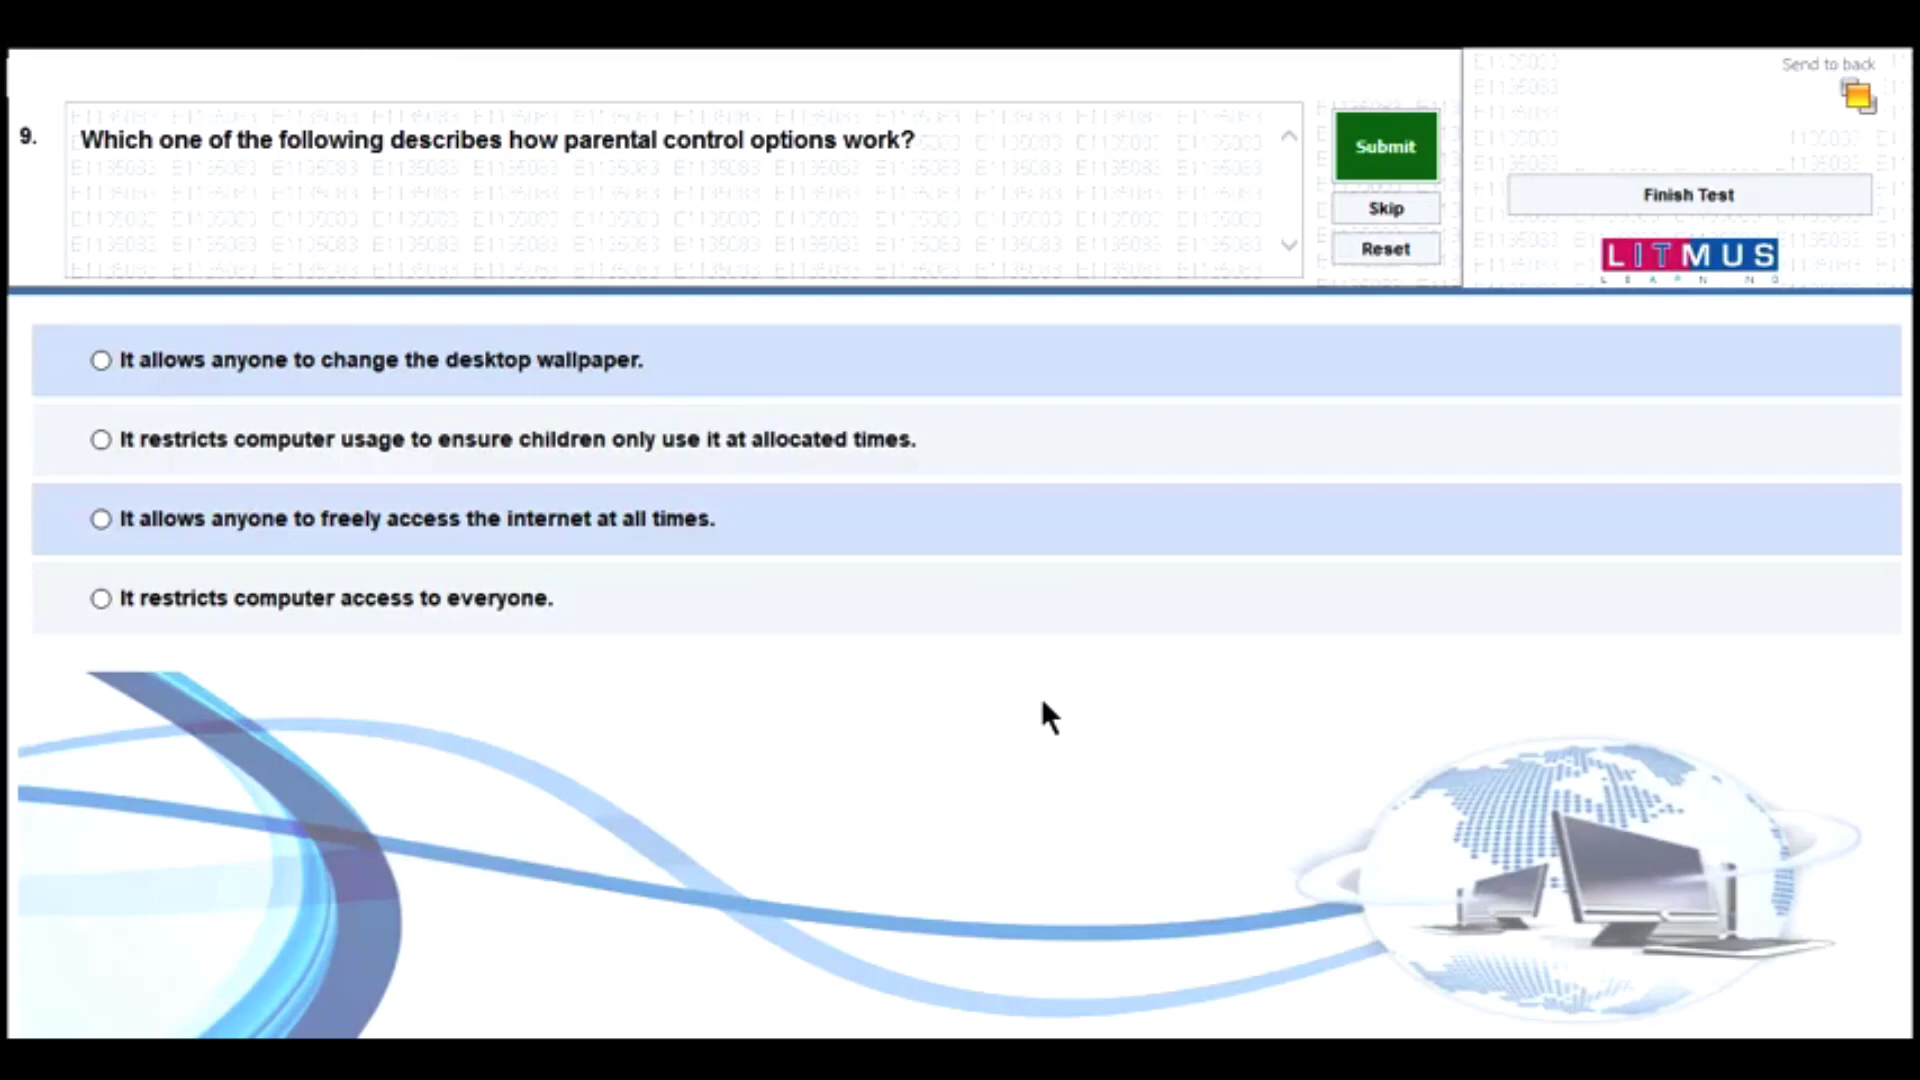 Send to back
9.
Which one of the following describes how parental control options work?
Submit
Skip
Reset
Finish Test
LITMUS
It allows anyone to change the desktop wallpaper.
It restricts computer usage to ensure children only use it at allocated times.
It allows anyone to freely access the internet at all times.
It restricts computer access to everyone.